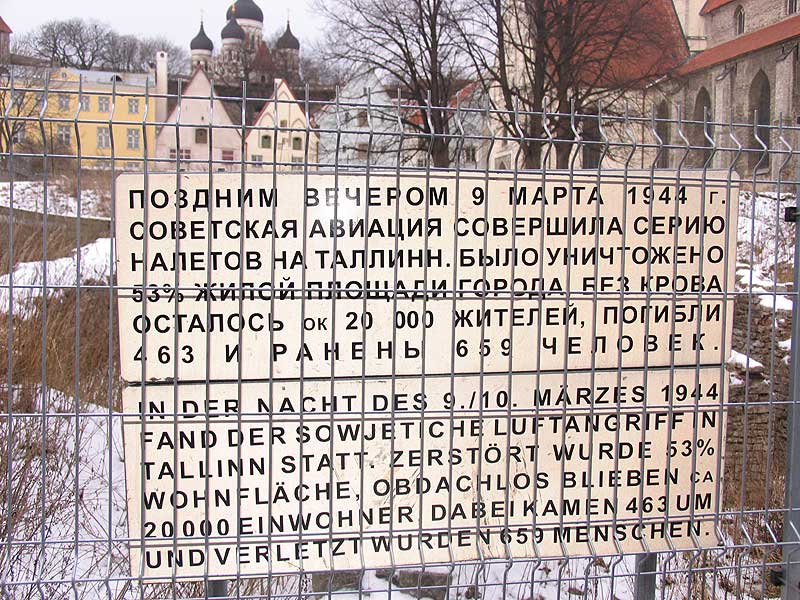 ПОЗДНИМ ВЕЧЕРОМ 9 МАРТА 1944 г.
СОВЕТСКАЯ АВИАЦИЯ СОВЕРШИЛА СЕРИЮ
НАЛЕТОВ НА ТАЛЛИНН. БЫЛО УНИЧТОЖЕНО
53% ЖИЛОЙ ПЛОЩАДИ ГОРОДА, БЕЗ КРОВА
ОСТАЛОСЬ ОК 20 000 ЖИТЕЛЕЙ, ПОГИБЛИ
463 И РАНЕНЫ 659 ЧЕЛОВЕК.
IN DER NACHT DES 9./10. MÄRZES 1944
FAND DER SOWJETICHE LUFTANGRIFF IN
TALLINN STATT. ZERSTÖRT WURDE 53%
WOHNFLÄCHE, OBDACHLOS BLIEBEN CA
20000 EINWOHNER DABEI KAMEN 463 UM
UND VERLETZT WURDEN 659 MENSCHEN.